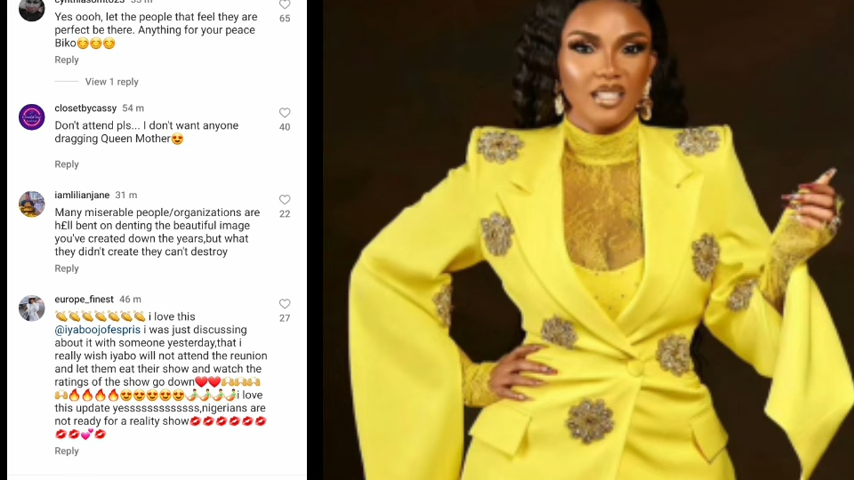 cynthiasomto23 53 m
Yes oooh, let the people that feel they are
perfect be there. Anything for your peace
Biko☺️☺️☺️
65
Reply
View 1 reply
closetbycassy 54 m
Don't attend pls... I don't want anyone
dragging Queen Mother😍
40
Reply
iamlilianjane 31 m
Many miserable people/organizations are
h£ll bent on denting the beautiful image
you've created down the years,but what
they didn't create they can't destroy
22
Reply
europe_finest 46 m
👏👏👏👏👏👏👏 i love this
@iyaboojofespris i was just discussing
about it with someone yesterday,that i
really wish iyabo will not attend the reunion
and let them eat their show and watch the
ratings of the show go down❤️❤️🙌🙌🙌
🙌🔥🔥🔥🔥😍😍😍😍😍💃💃💃💃i love
this update yesssssssssssss,nigerians are
not ready for a reality show💋💋💋💋💋💋
💋💋💕💋
27
Reply